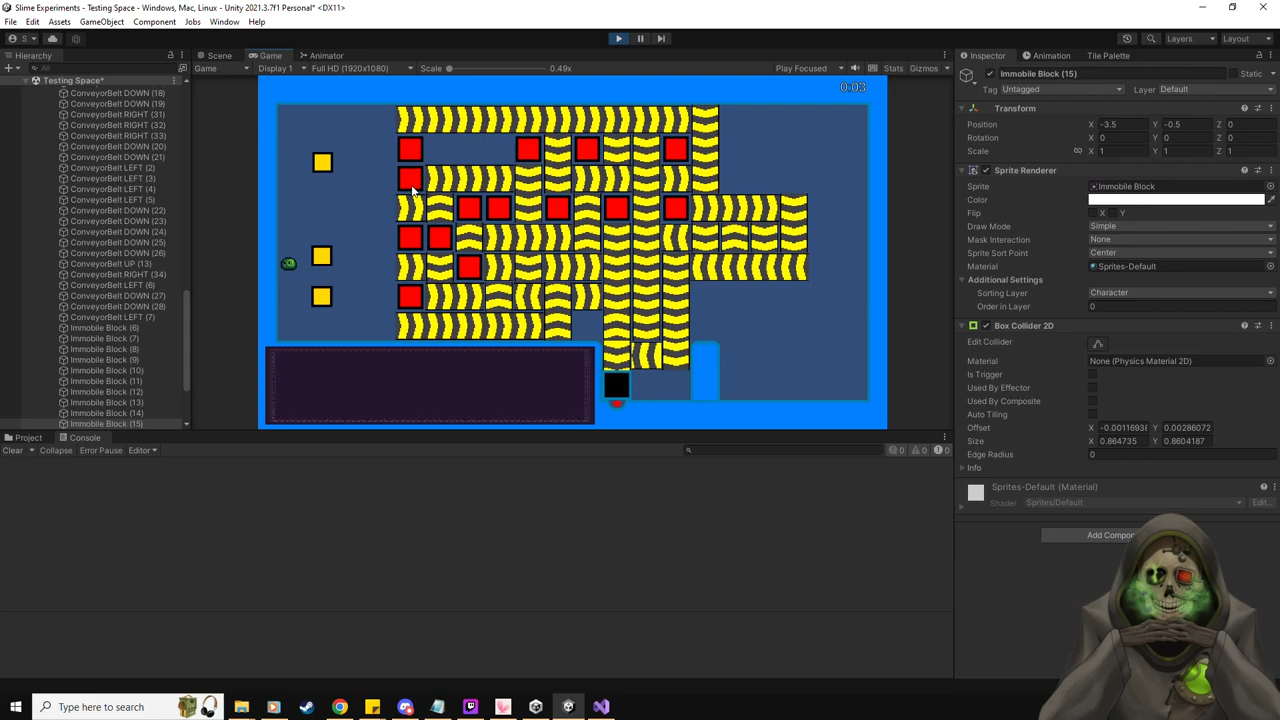 Slime Experiments - Testing Space - Windows, Mac, Linux - Unity 2021.3.7f1 Personal* <DX11>
File Edit Assets GameObject Component Jobs Window Help
S
Layers Layout
Hierarchy
All
Testing Space*
ConveyorBelt DOWN (18)
ConveyorBelt DOWN (19)
ConveyorBelt RIGHT (31)
ConveyorBelt RIGHT (32)
ConveyorBelt RIGHT (33)
ConveyorBelt DOWN (20)
ConveyorBelt DOWN (21)
ConveyorBelt LEFT (2)
ConveyorBelt LEFT (3)
ConveyorBelt LEFT (4)
ConveyorBelt LEFT (5)
ConveyorBelt DOWN (22)
ConveyorBelt DOWN (23)
ConveyorBelt DOWN (24)
ConveyorBelt DOWN (25)
ConveyorBelt DOWN (26)
ConveyorBelt UP (13)
ConveyorBelt RIGHT (34)
ConveyorBelt LEFT (6)
ConveyorBelt DOWN (27)
ConveyorBelt DOWN (28)
ConveyorBelt LEFT (7)
Immobile Block (6)
Immobile Block (7)
Immobile Block (8)
Immobile Block (9)
Immobile Block (10)
Immobile Block (11)
Immobile Block (12)
Immobile Block (13)
Immobile Block (14)
Immobile Block (15)
Scene Game Animator
Game Display 1 Full HD (1920x1080) Scale 0.49x Play Focused Stats Gizmos
0:03
Project Console
Clear Collapse Error Pause Editor
0 0 0
Inspector Animation Tile Palette
Immobile Block (15) Static
Tag Untagged Layer Default
Transform
Position X -3.5 Y -0.5 Z 0
Rotation X 0 Y 0 Z 0
Scale X 1 Y 1 Z 1
Sprite Renderer
Sprite Immobile Block
Color
Flip X Y
Draw Mode Simple
Mask Interaction None
Sprite Sort Point Center
Material Sprites-Default
Additional Settings
Sorting Layer Character
Order in Layer 0
Box Collider 2D
Edit Collider
Material None (Physics Material 2D)
Is Trigger
Used By Effector
Used By Composite
Auto Tiling
Offset X -0.0011693 Y 0.00286072
Size X 0.864735 Y 0.8604187
Edge Radius 0
Info
Sprites-Default (Material)
Shader Sprites/Default Edit...
Add Compon
Type here to search